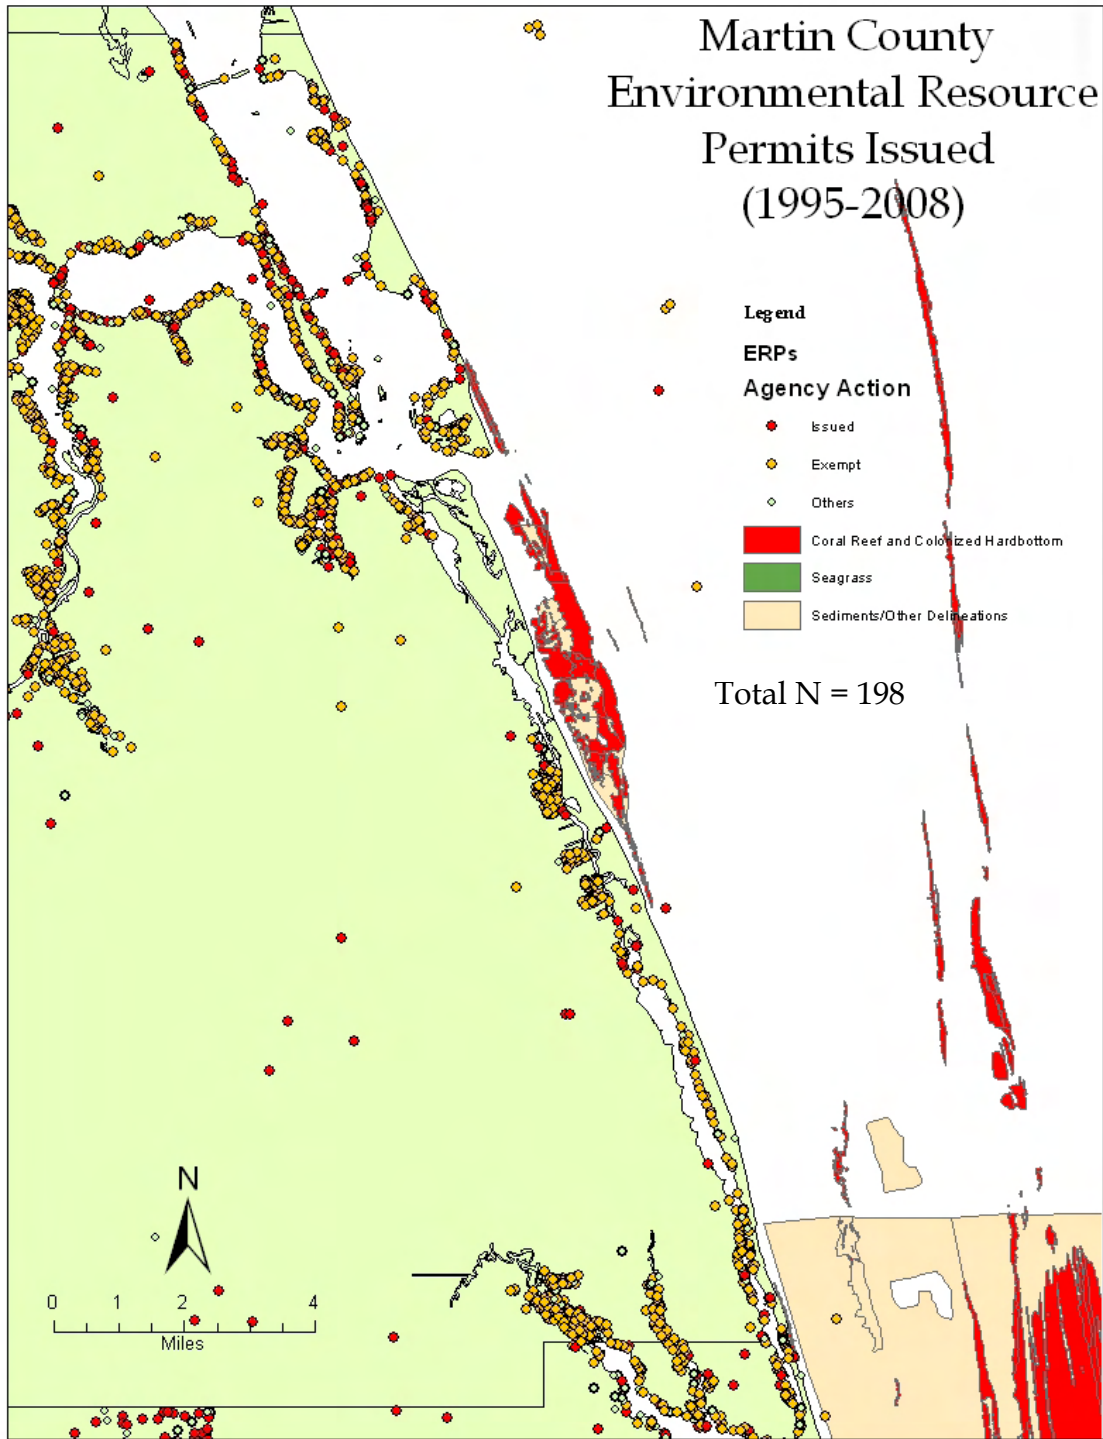 Martin County
Environmental Resource
Permits Issued
(1995-2008)
Legend
ERPs
Agency Action
Issued
Exempt
Others
Coral Reef and Colonized Hardbottom
Seagrass
Sediments/Other Delineations
Total N = 198
N
0 1 2 4
Miles